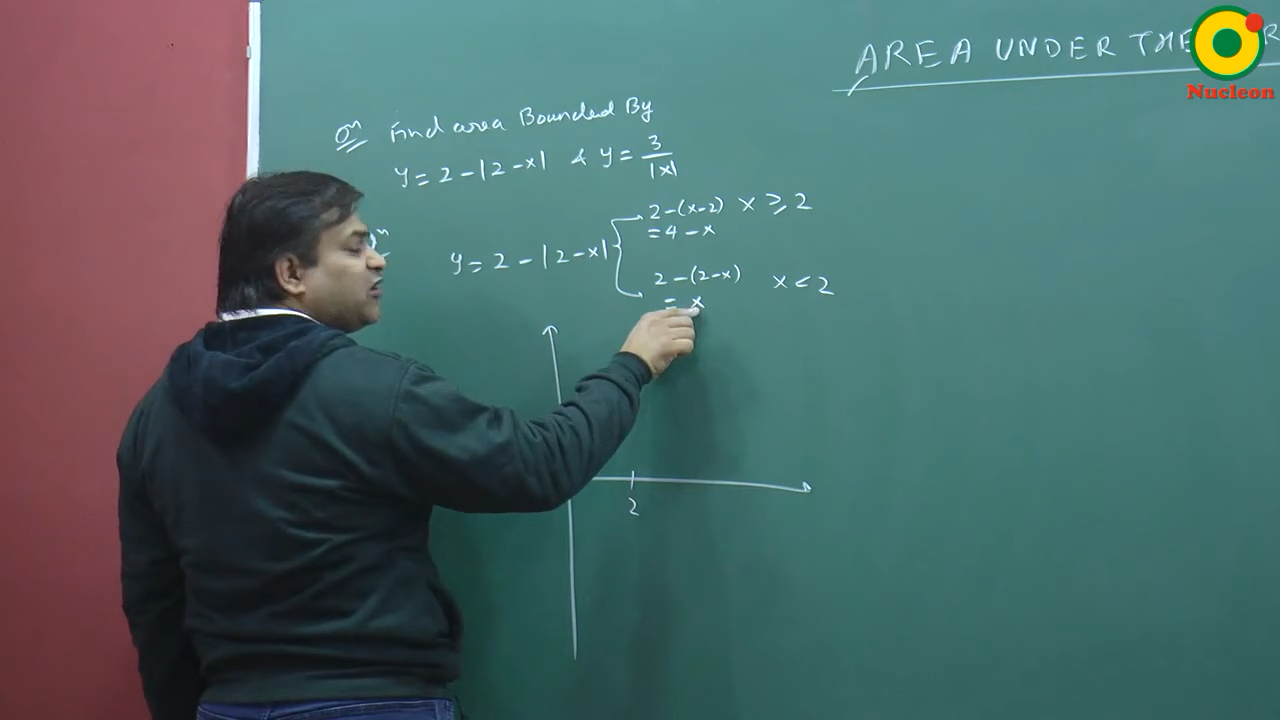 AREA UNDER THE
Nucleon
Qn Find area Bounded By
y = 2 - |2 - x| & y = 3/|x|
y = 2 - |2 - x|
2 - (x - 2) x ≥ 2
= 4 - x
2 - (2 - x) x < 2
= x
2